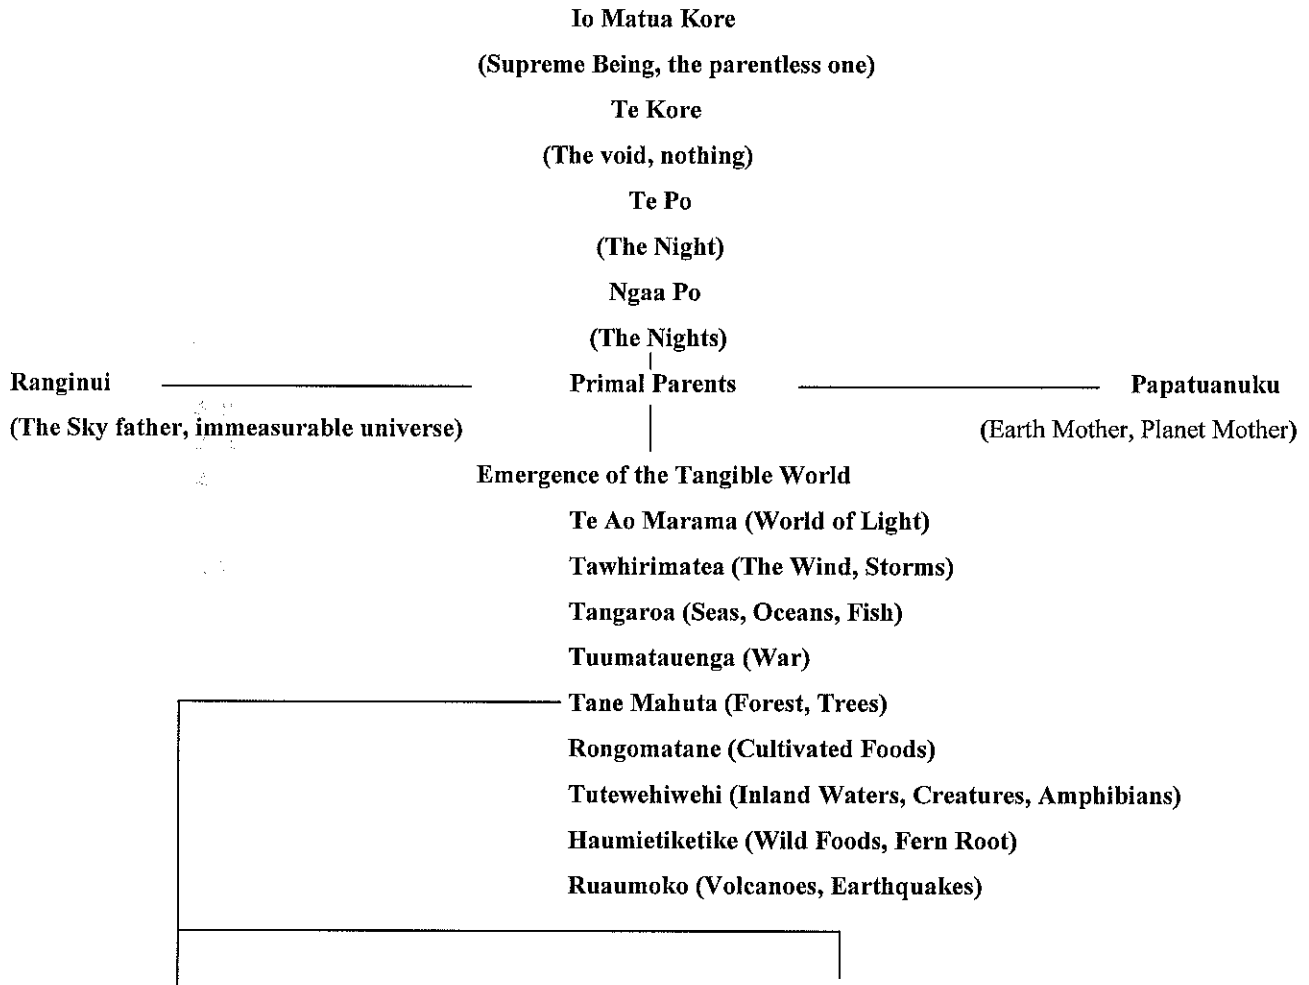 Io Matua Kore
(Supreme Being, the parentless one)
Te Kore
(The void, nothing)
Te Po
(The Night)
Ngaa Po
(The Nights)
Ranginui Primal Parents Papatuanuku
(The Sky father, immeasurable universe) (Earth Mother, Planet Mother)
Emergence of the Tangible World
Te Ao Marama (World of Light)
Tawhirimatea (The Wind, Storms)
Tangaroa (Seas, Oceans, Fish)
Tuumatauenga (War)
Tane Mahuta (Forest, Trees)
Rongomatane (Cultivated Foods)
Tutewehiwehi (Inland Waters, Creatures, Amphibians)
Haumietiketike (Wild Foods, Fern Root)
Ruaumoko (Volcanoes, Earthquakes)